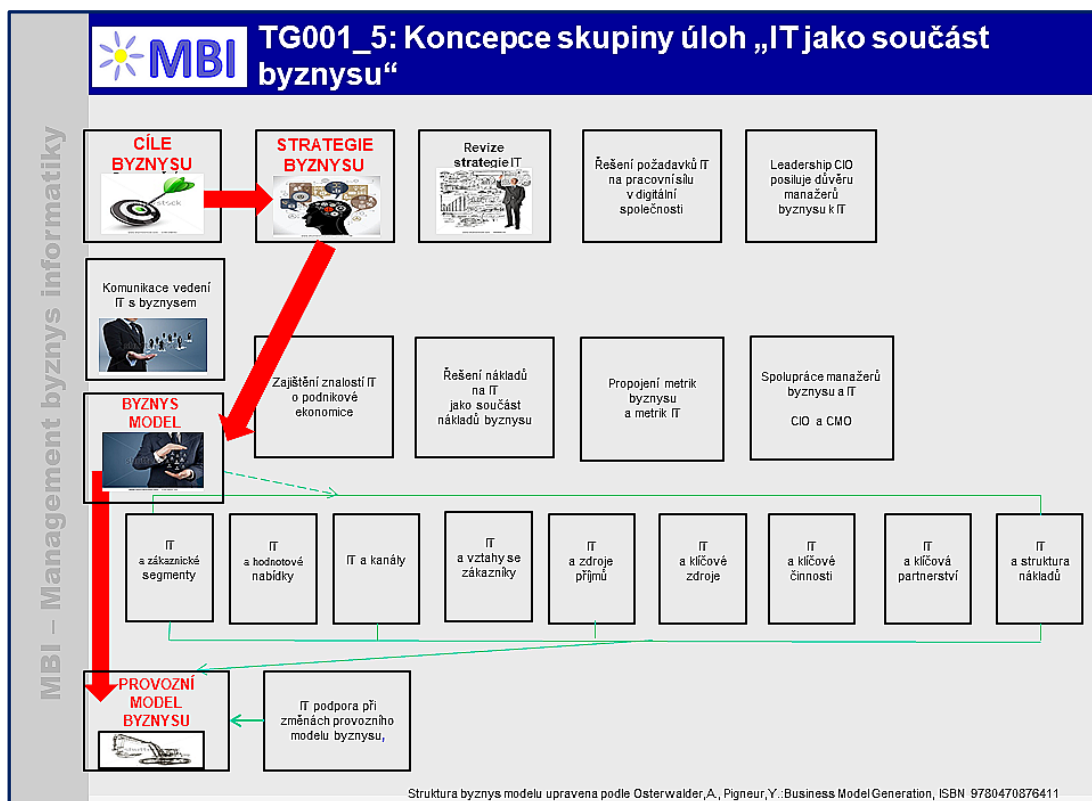 MBI
TG001_5: Koncepce skupiny úloh „IT jako součást
byznysu“
MBI – Management byznys informatiky
CÍLE
BYZNYSU
STRATEGIE
BYZNYSU
Revize
strategie IT
Řešení požadavků IT
na pracovní sílu
v digitální
společnosti
Leadership CIO
posiluje důvěru
manažerů
byznysu k IT
Komunikace vedení
IT s byznysem
Zajištění znalostí IT
o podnikové
ekonomice
Řešení nákladů
na IT
jako součást
nákladů byznysu
Propojení metrik
byznysu
a metrik IT
Spolupráce manažerů
byznysu a IT
CIO a CMO
BYZNYS
MODEL
IT
a zákaznické
segmenty
IT
a hodnotové
nabídky
IT a kanály
IT
a vztahy se
zákazníky
IT
a zdroje
příjmů
IT
a klíčové
zdroje
IT
a klíčové
činnosti
IT
a klíčová
partnerství
IT
a struktura
nákladů
PROVOZNÍ
MODEL
BYZNYSU
IT podpora při
změnách provozního
modelu byznysu,
Struktura byznys modelu upravena podle Osterwalder,A., Pigneur,Y.:Business Model Generation, ISBN 9780470876411